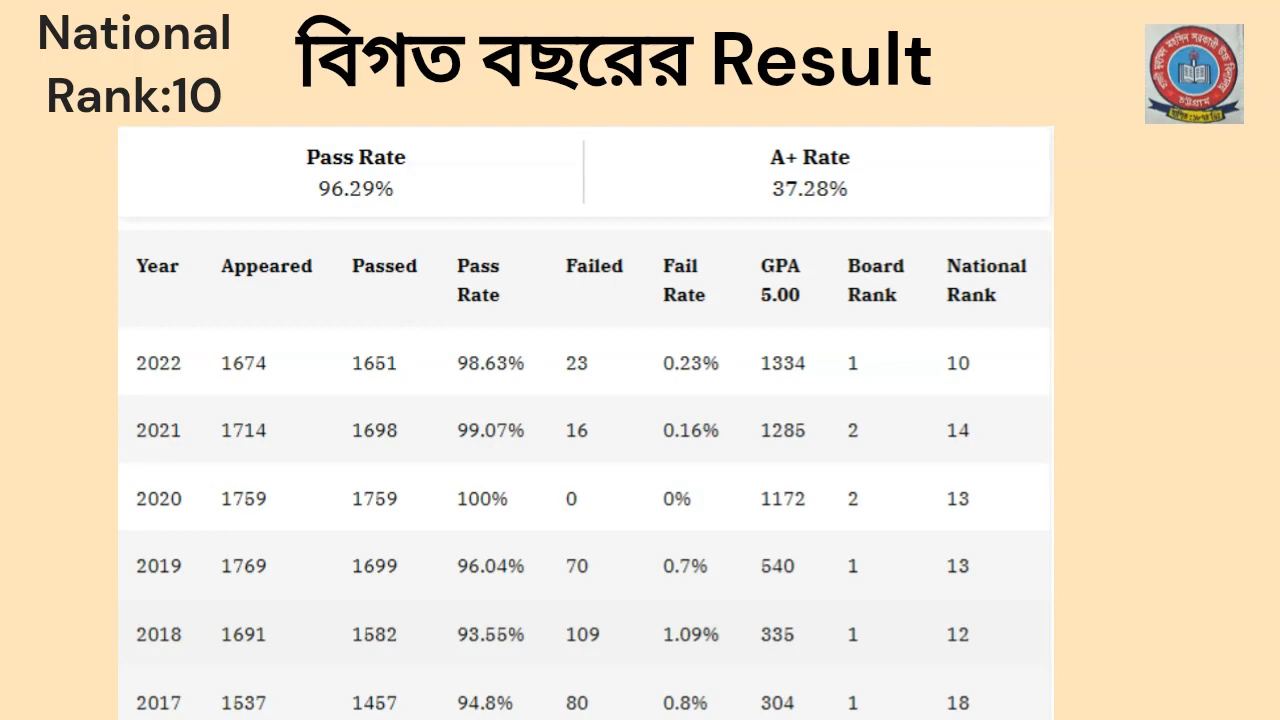 National
Rank:10
বিগত বছরের Result
Pass Rate A+ Rate
96.29% 37.28%
Year Appeared Passed Pass Rate Failed Fail Rate GPA 5.00 Board Rank National Rank
2022 1674 1651 98.63% 23 0.23% 1334 1 10
2021 1714 1698 99.07% 16 0.16% 1285 2 14
2020 1759 1759 100% 0 0% 1172 2 13
2019 1769 1699 96.04% 70 0.7% 540 1 13
2018 1691 1582 93.55% 109 1.09% 335 1 12
2017 1537 1457 94.8% 80 0.8% 304 1 18
চট্টগ্রাম